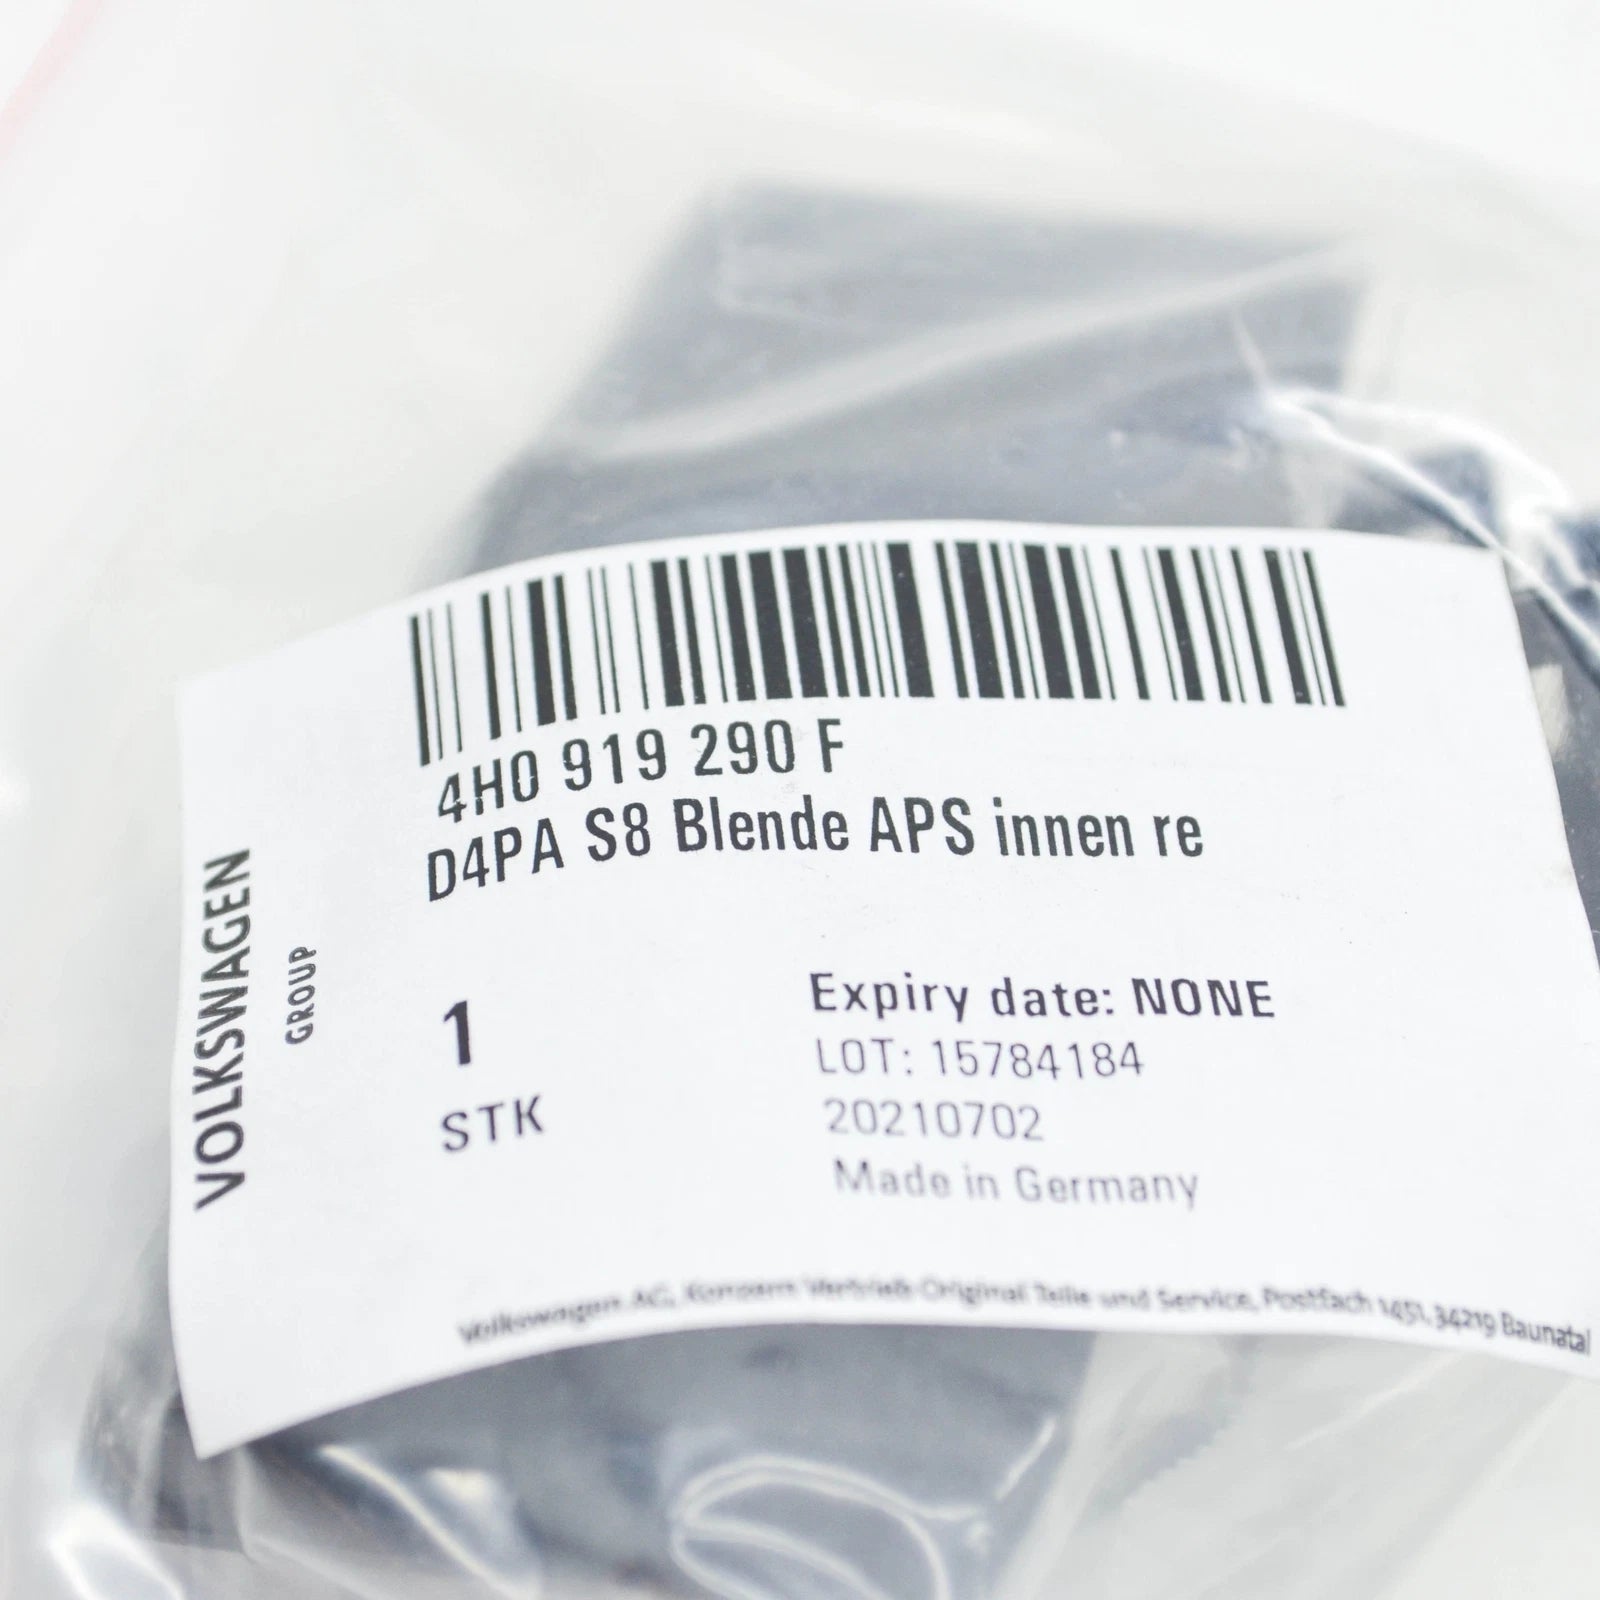 4H0 919 290 F
D4PA S8 Blende APS innen re
VOLKSWAGEN
GROUP
1
STK
Expiry date: NONE
LOT: 15784184
20210702
Made in Germany
Volkswagen AG, Konzern Vertrieb Original Teile und Service, Postfach 1451, 34219 Baunatal